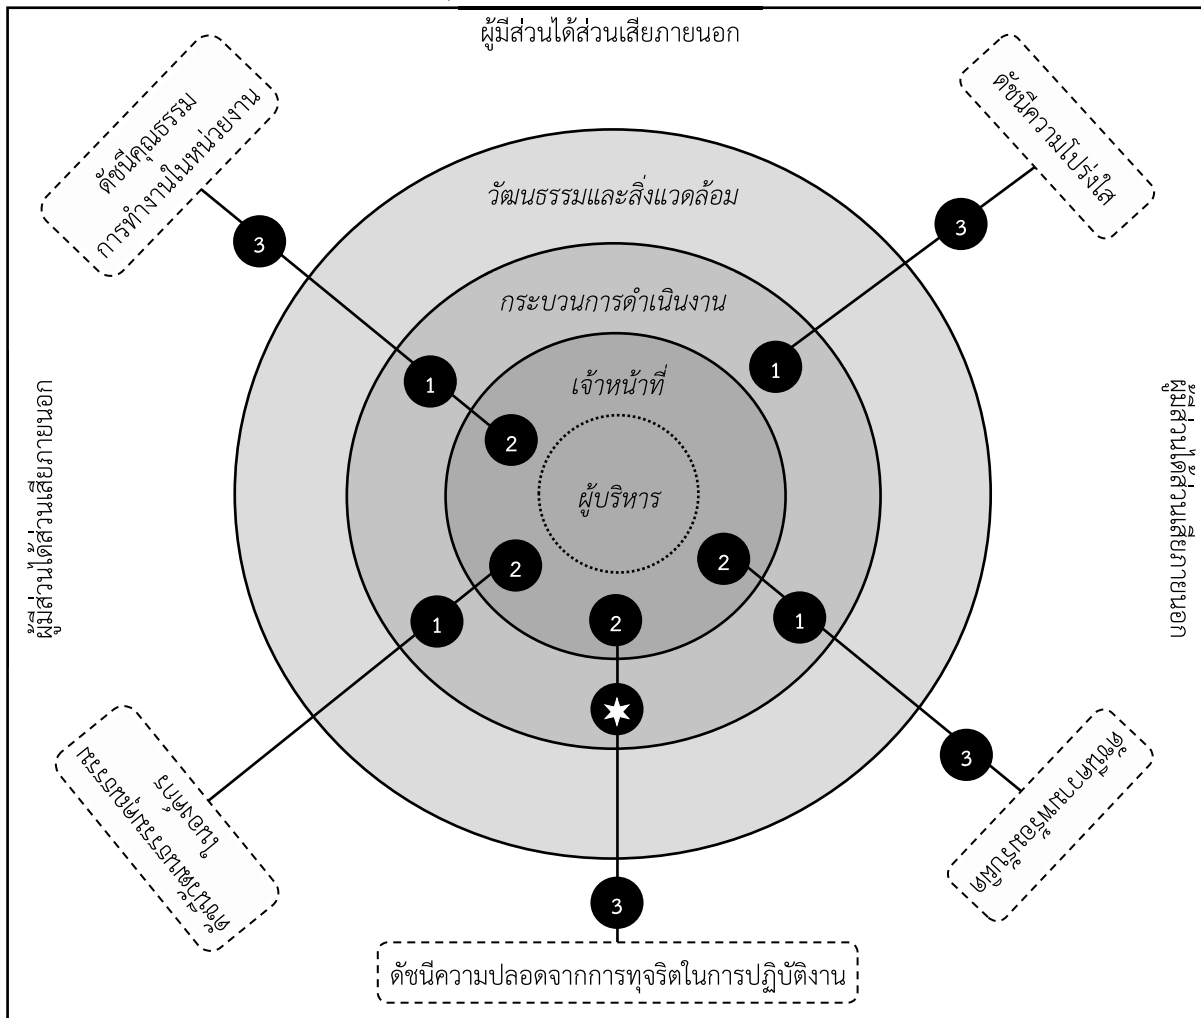 ผู้มีส่วนได้ส่วนเสียภายนอก
ดัชนีคุณธรรม
การทำงานในหน่วยงาน
ดัชนีความโปร่งใส
วัฒนธรรมและสิ่งแวดล้อม
3
3
กระบวนการดำเนินงาน
1
1
เจ้าหน้าที่
2
ผู้มีส่วนได้ส่วนเสียภายนอก
ผู้บริหาร
ผู้มีส่วนได้ส่วนเสียภายนอก
2
2
2
1
1
3
ดัชนีวัฒนธรรมคุณธรรม
ในองค์กร
ดัชนีความพร้อมรับผิด
3
ดัชนีความปลอดจากการทุจริตในการปฏิบัติงาน